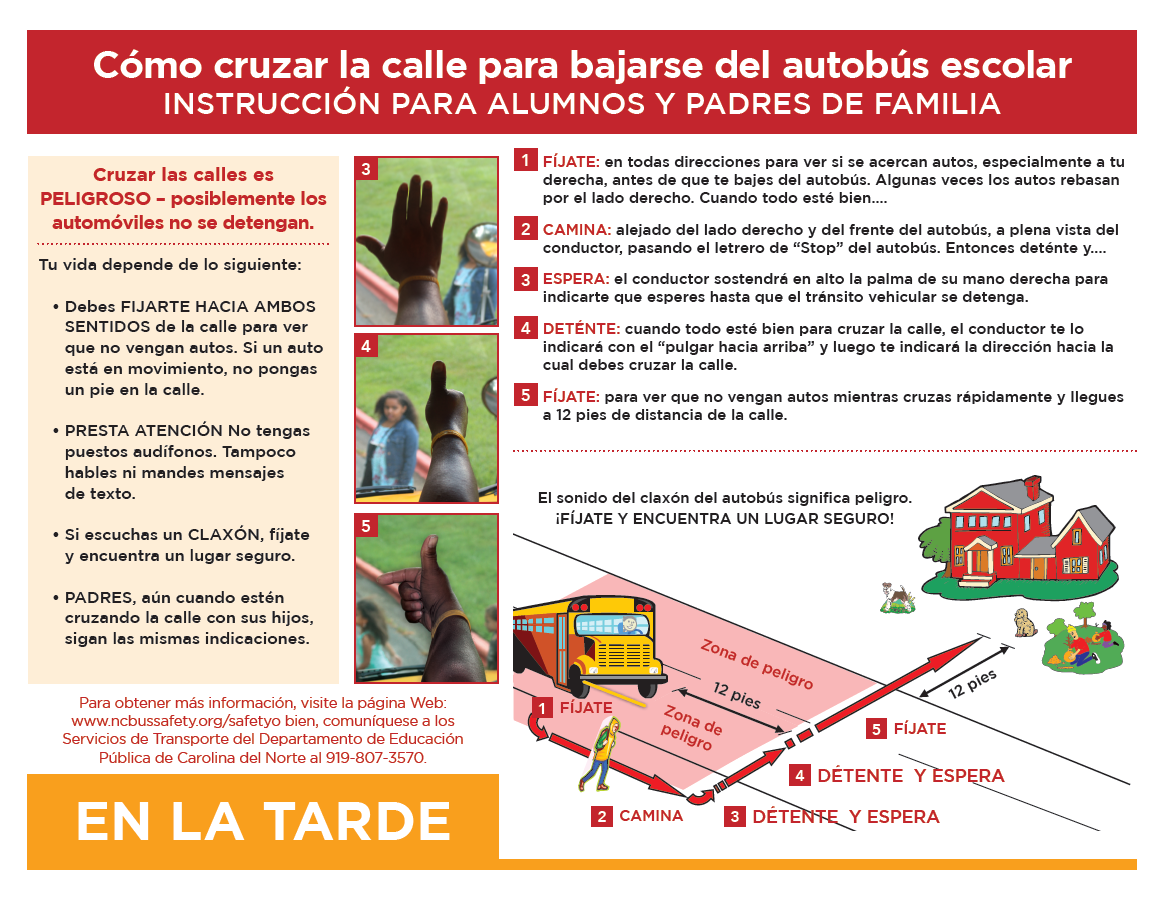 Cómo cruzar la calle para bajarse del autobús escolar
INSTRUCCIÓN PARA ALUMNOS Y PADRES DE FAMILIA
Cruzar las calles es
PELIGROSO – posiblemente los
automóviles no se detengan.
Tu vida depende de lo siguiente:
• Debes FIJARTE HACIA AMBOS
SENTIDOS de la calle para ver
que no vengan autos. Si un auto
está en movimiento, no pongas
un pie en la calle.
• PRESTA ATENCIÓN No tengas
puestos audífonos. Tampoco
hables ni mandes mensajes
de texto.
• Si escuchas un CLAXÓN, fíjate
y encuentra un lugar seguro.
• PADRES, aún cuando estén
cruzando la calle con sus hijos,
sigan las mismas indicaciones.
Para obtener más información, visite la página Web:
www.ncbussafety.org/safetyo bien, comuníquese a los
Servicios de Transporte del Departamento de Educación
Pública de Carolina del Norte al 919-807-3570.
EN LA TARDE
3
4
5
1 FÍJATE: en todas direcciones para ver si se acercan autos, especialmente a tu
derecha, antes de que te bajes del autobús. Algunas veces los autos rebasan
por el lado derecho. Cuando todo esté bien....
2 CAMINA: alejado del lado derecho y del frente del autobús, a plena vista del
conductor, pasando el letrero de “Stop” del autobús. Entonces deténte y....
3 ESPERA: el conductor sostendrá en alto la palma de su mano derecha para
indicarte que esperes hasta que el tránsito vehicular se detenga.
4 DETÉNTE: cuando todo esté bien para cruzar la calle, el conductor te lo
indicará con el “pulgar hacia arriba” y luego te indicará la dirección hacia la
cual debes cruzar la calle.
5 FÍJATE: para ver que no vengan autos mientras cruzas rápidamente y llegues
a 12 pies de distancia de la calle.
El sonido del claxón del autobús significa peligro.
¡FÍJATE Y ENCUENTRA UN LUGAR SEGURO!
Zona de peligro
12 pies
12 pies
1 FÍJATE
Zona de
peligro
5 FÍJATE
4 DÉTENTE Y ESPERA
2 CAMINA
3 DÉTENTE Y ESPERA